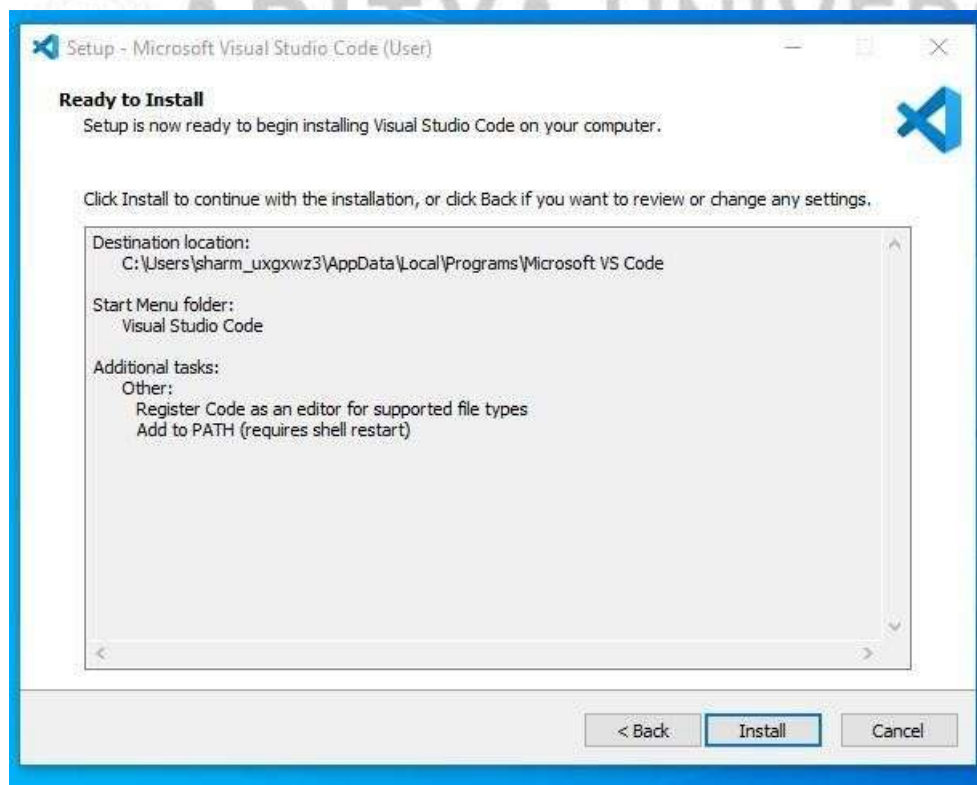 ADITYA UNIVER
Setup - Microsoft Visual Studio Code (User)
Ready to Install
Setup is now ready to begin installing Visual Studio Code on your computer.
Click Install to continue with the installation, or click Back if you want to review or change any settings.
Destination location:
C:\Users\sharm_uxgxwz3\AppData\Local\Programs\Microsoft VS Code
Start Menu folder:
Visual Studio Code
Additional tasks:
Other:
Register Code as an editor for supported file types
Add to PATH (requires shell restart)
< Back
Install
Cancel